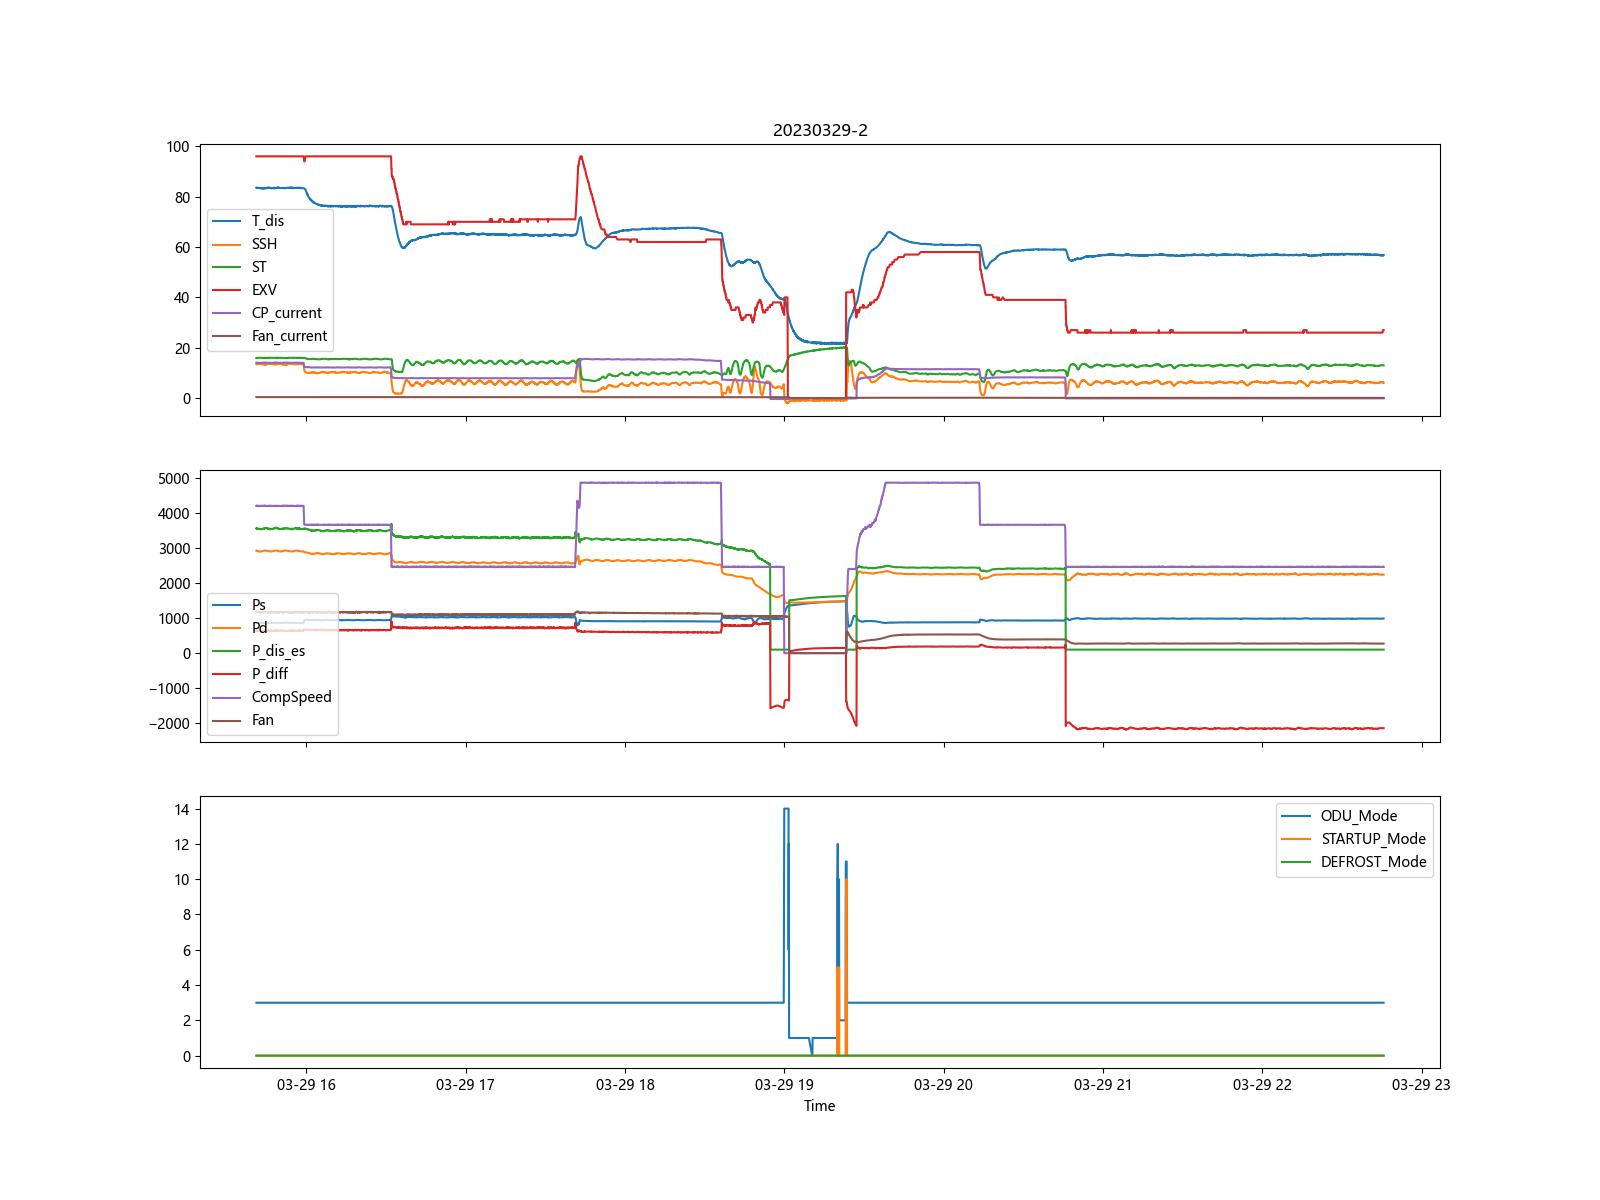 20230329-2
100
80
60
40
20
0
T_dis
SSH
ST
EXV
CP_current
Fan_current
5000
4000
3000
2000
1000
0
−1000
−2000
Ps
Pd
P_dis_es
P_diff
CompSpeed
Fan
14
12
10
8
6
4
2
0
ODU_Mode
STARTUP_Mode
DEFROST_Mode
03-29 16 03-29 17 03-29 18 03-29 19 03-29 20 03-29 21 03-29 22 03-29 23
Time